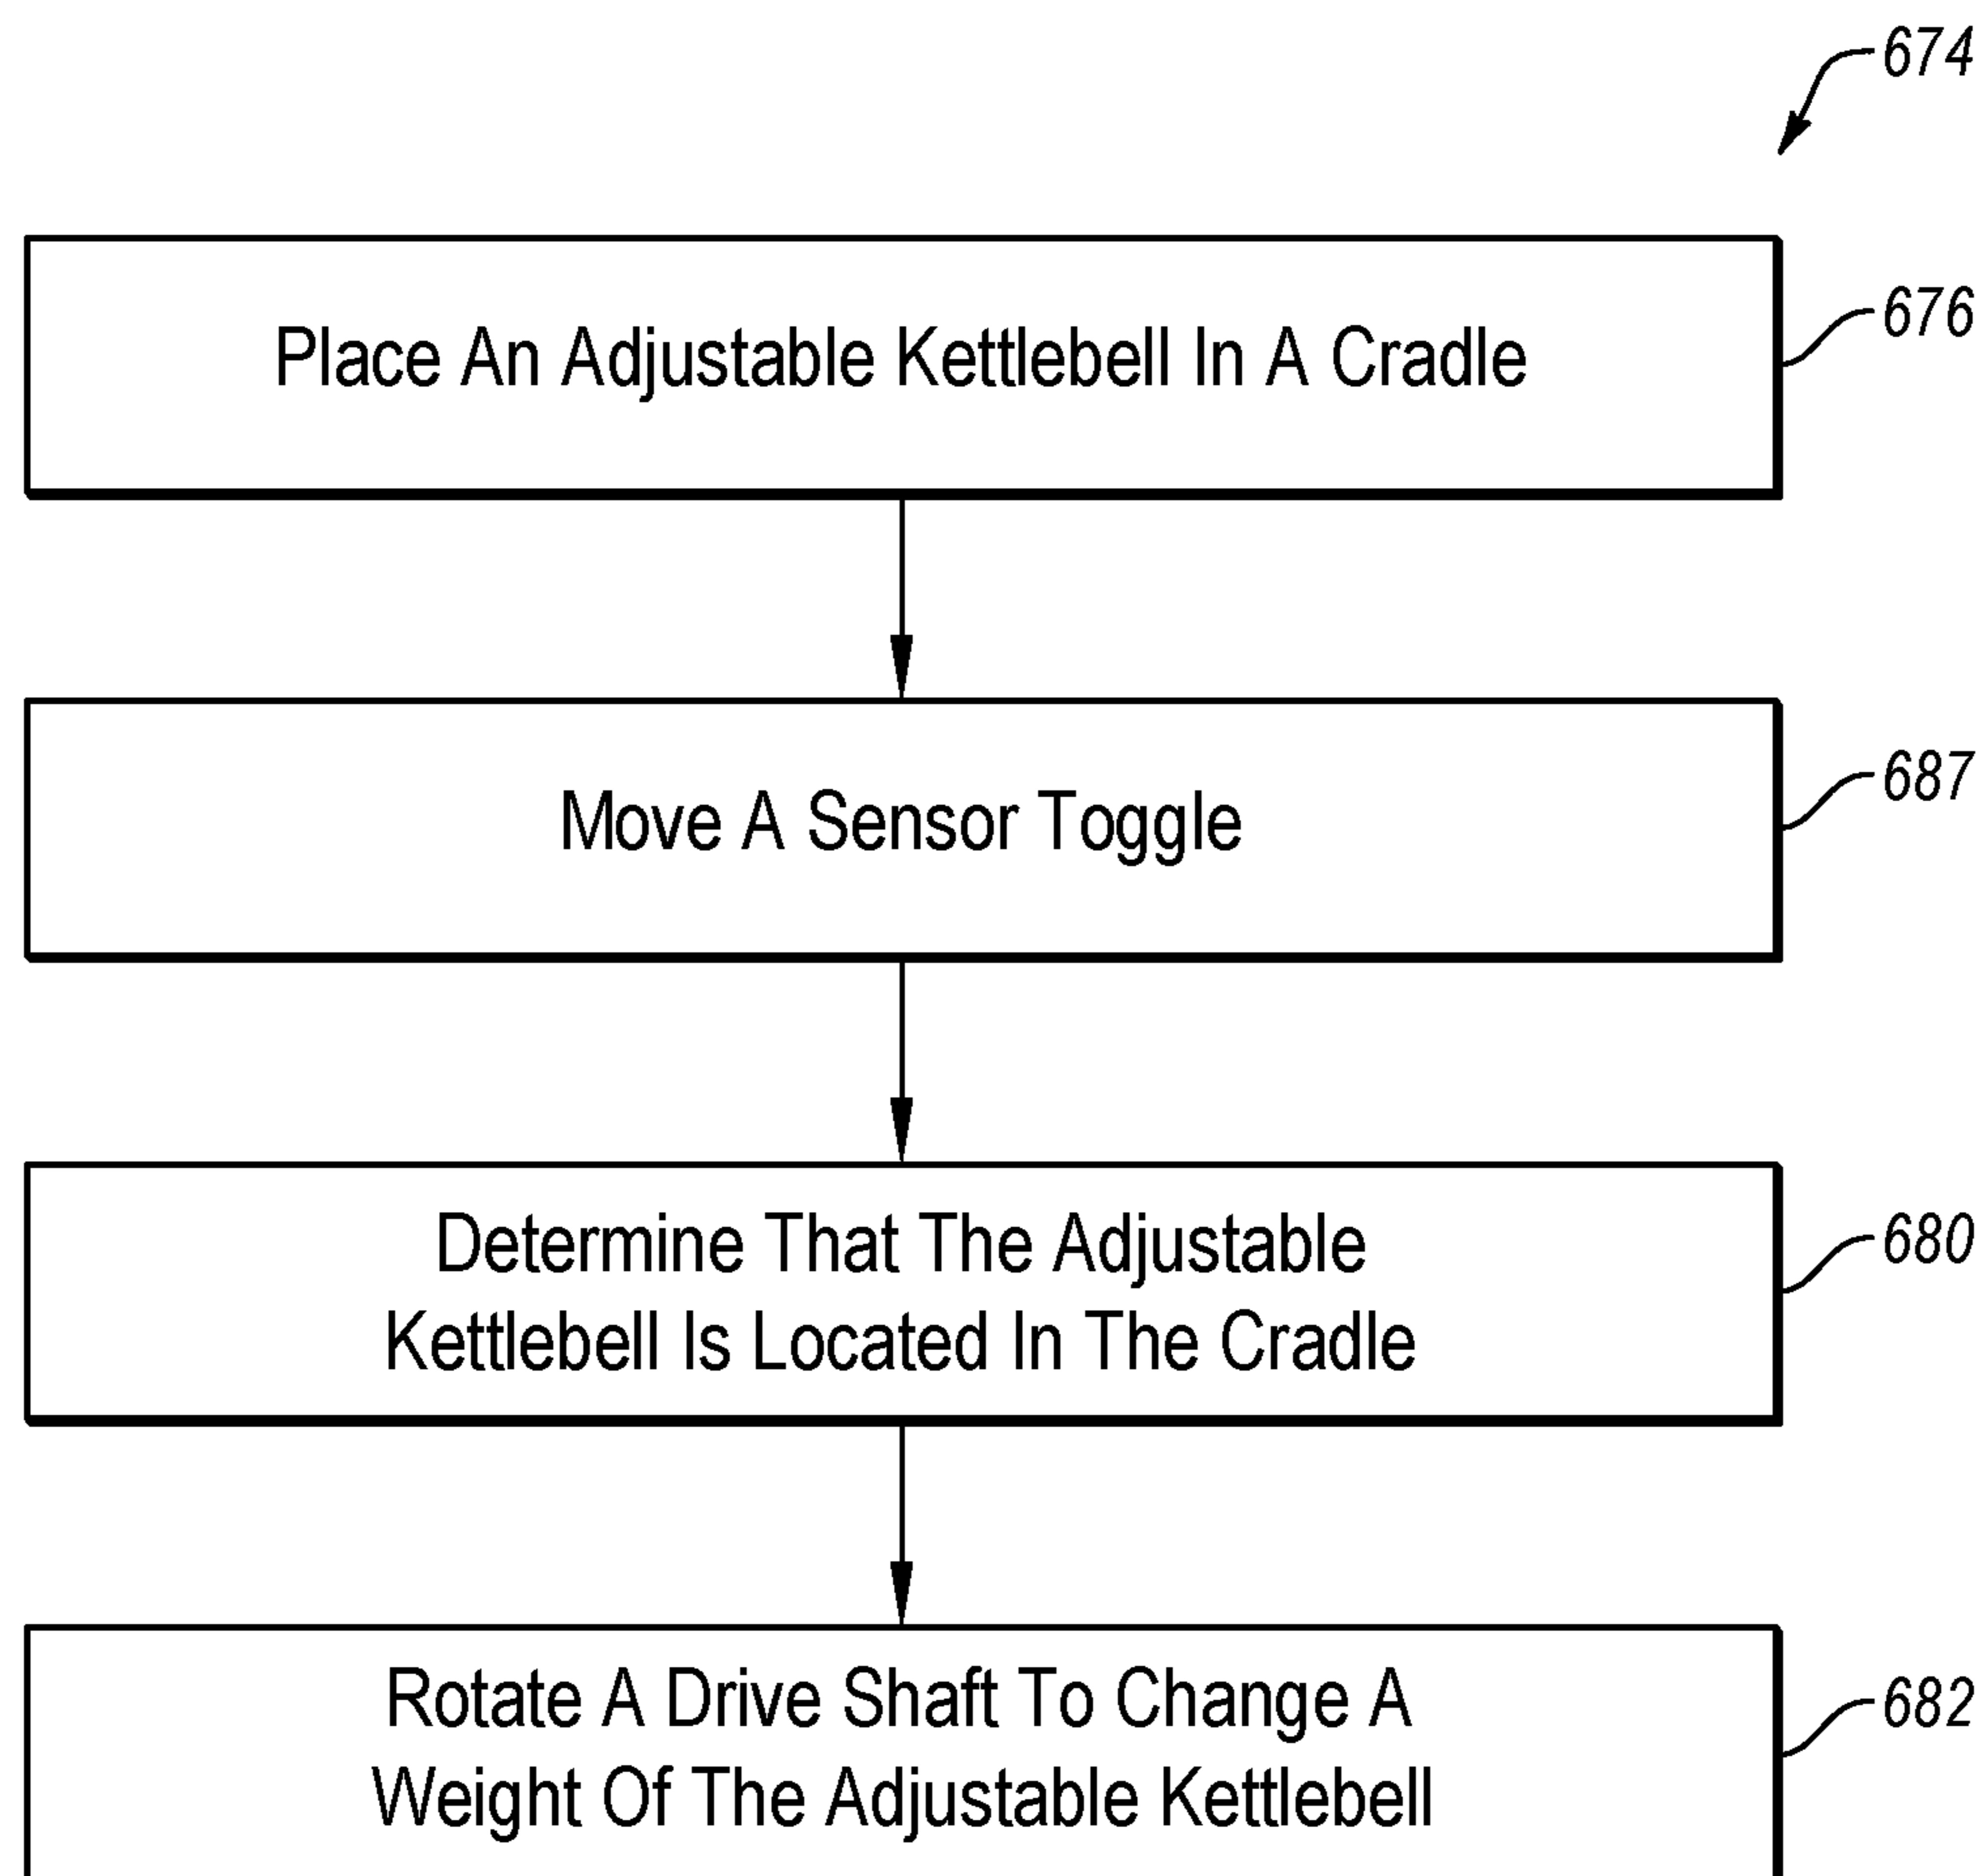 674
Place An Adjustable Kettlebell In A Cradle
676
Move A Sensor Toggle
687
Determine That The Adjustable
Kettlebell Is Located In The Cradle
680
Rotate A Drive Shaft To Change A
Weight Of The Adjustable Kettlebell
682